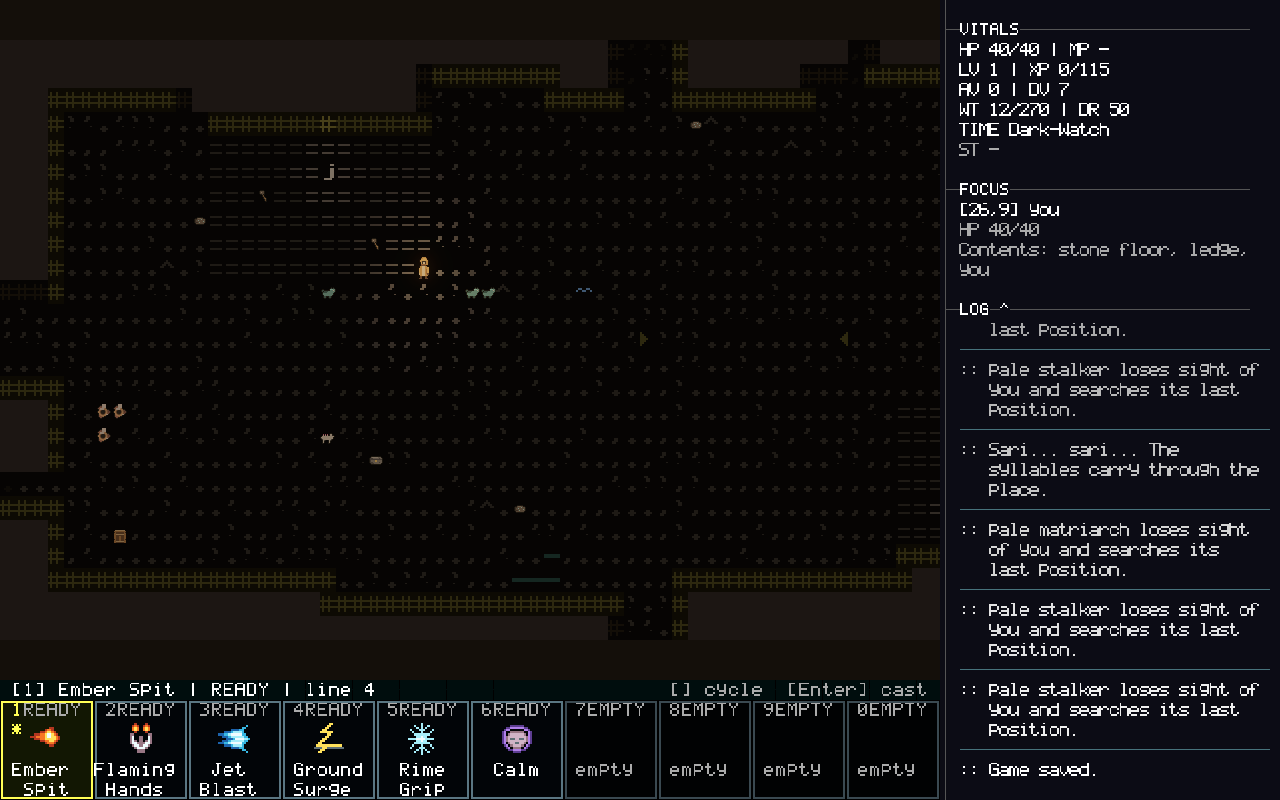 VITALS
HP 40/40 | MP -
LV 1 | XP 0/115
AV 0 | DV 7
WT 12/270 | DR 50
TIME Dark-Watch
ST -
FOCUS
[26,9] You
HP 40/40
Contents: stone floor, ledge,
you
LOG ^
last Position.
:: Pale stalker loses sight of
You and searches its last
Position.
:: Sari... sari... The
syllables carry through the
Place.
:: Pale matriarch loses sight
of You and searches its
last Position.
:: Pale stalker loses sight of
You and searches its last
Position.
:: Pale stalker loses sight of
You and searches its last
Position.
:: Game saved.
j
[1] Ember Spit | READY | line 4
[] cycle [Enter] cast
1READY 2READY 3READY 4READY 5READY 6READY 7EMPTY 8EMPTY 9EMPTY 0EMPTY
*
Ember Flaming Jet Ground Rime Calm empty empty empty empty
Spit Hands Blast Surge Grip